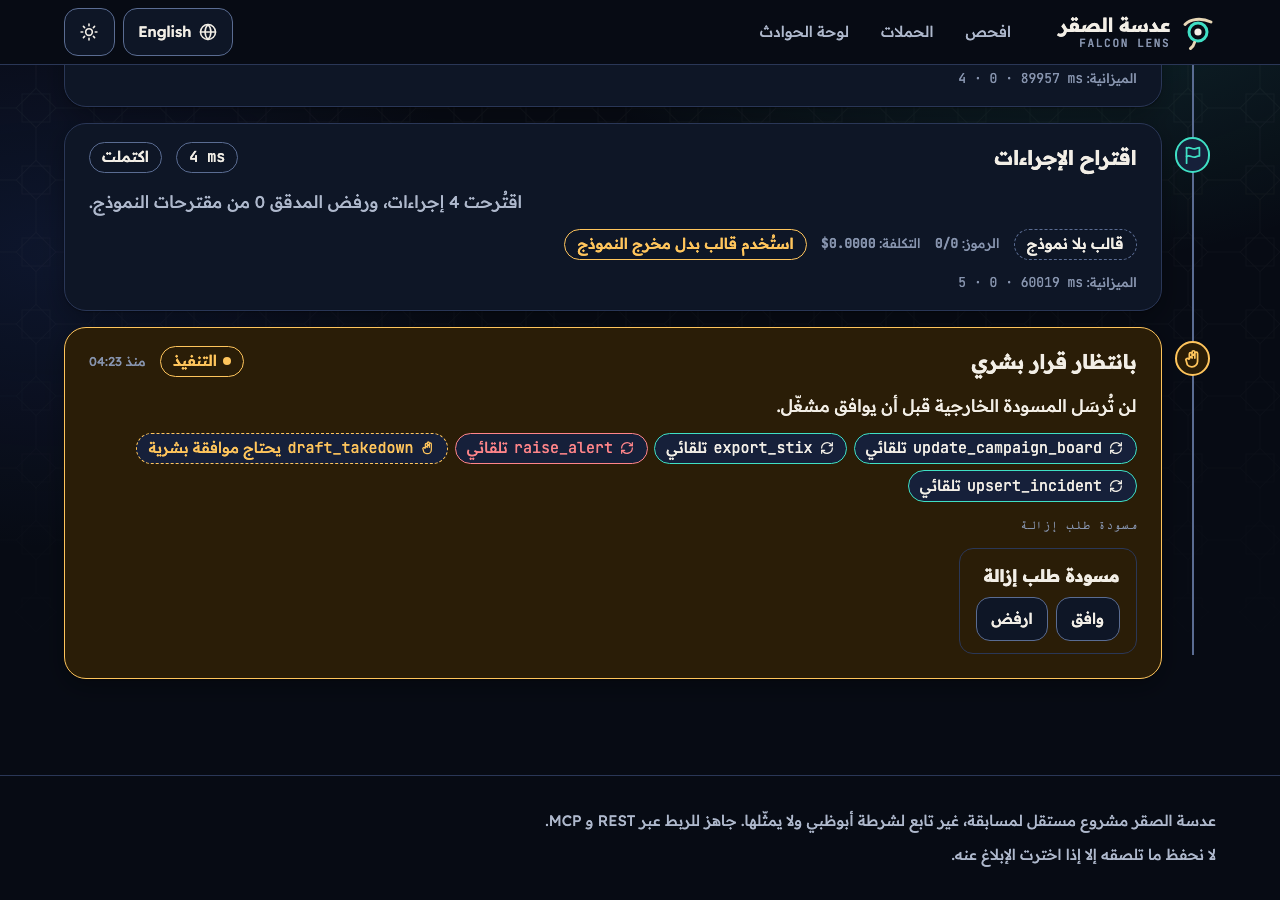 عدسة الصقر
FALCON LENS
افحص
الحملات
لوحة الحوادث
English
الميزانية: 89957 ms · 0 · 4
اقتراح الإجراءات
4 ms
اكتملت
اقتُرحت 4 إجراءات، ورفض المدقق 0 من مقترحات النموذج.
قالب بلا نموذج
الرموز: 0/0
التكلفة: $0.0000
استُخدم قالب بدل مخرج النموذج
الميزانية: 60019 ms · 0 · 5
بانتظار قرار بشري
التنفيذ
منذ 04:23
لن تُرسَل المسودة الخارجية قبل أن يوافق مشغّل.
update_campaign_board تلقائي
export_stix تلقائي
raise_alert تلقائي
draft_takedown يحتاج موافقة بشرية
upsert_incident تلقائي
مسودة طلب إزالة
مسودة طلب إزالة
وافق
ارفض
عدسة الصقر مشروع مستقل لمسابقة، غير تابع لشرطة أبوظبي ولا يمثّلها. جاهز للربط عبر REST و MCP.
لا نحفظ ما تلصقه إلا إذا اخترت الإبلاغ عنه.